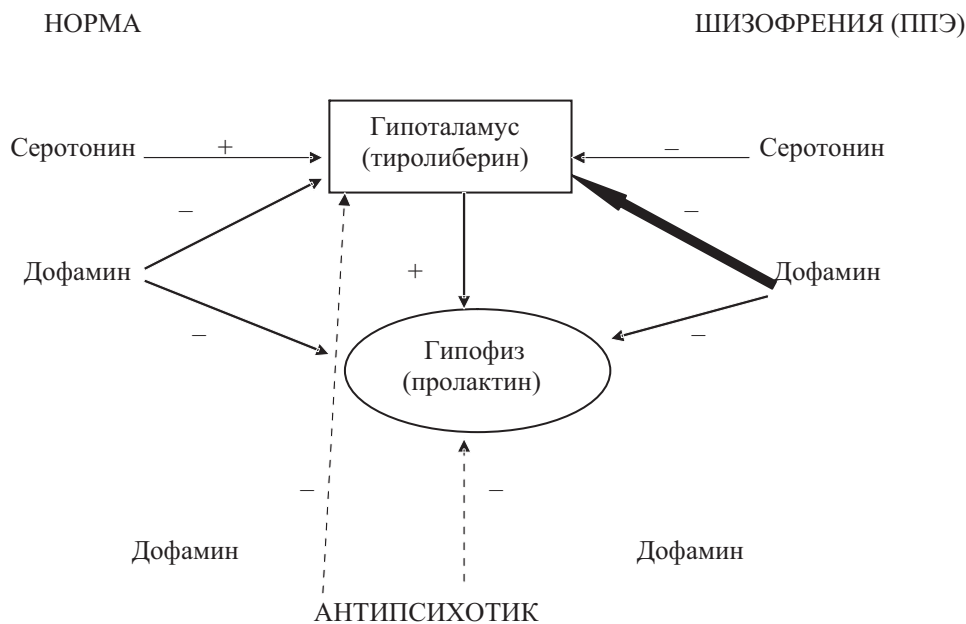 НОРМА
ШИЗОФРЕНИЯ (ППЭ)
Гипоталамус
(тиролиберин)
Серотонин
+
–
Серотонин
–
–
Дофамин
+
Дофамин
–
–
Гипофиз
(пролактин)
–
–
Дофамин
Дофамин
АНТИПСИХОТИК